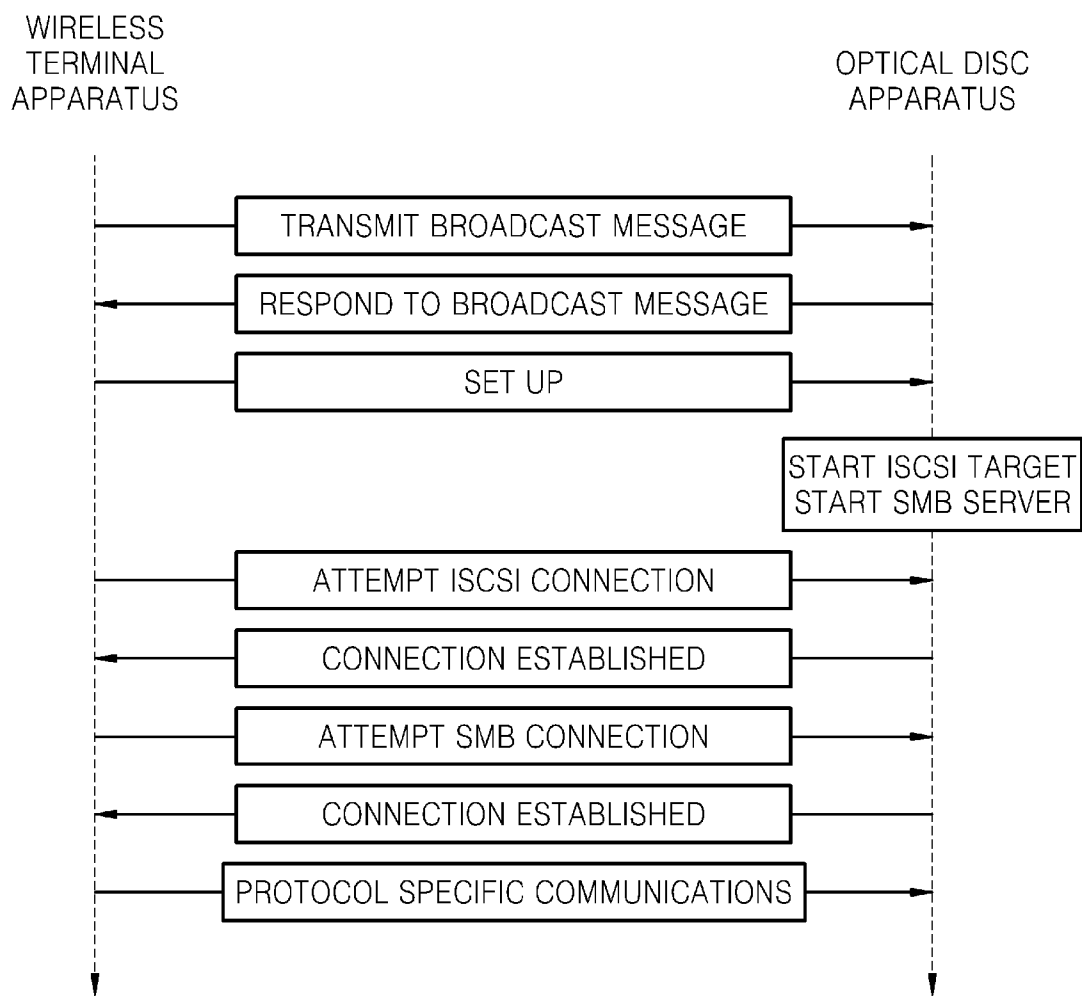 WIRELESS
TERMINAL
APPARATUS
OPTICAL DISC
APPARATUS
TRANSMIT BROADCAST MESSAGE
RESPOND TO BROADCAST MESSAGE
SET UP
START ISCSI TARGET
START SMB SERVER
ATTEMPT ISCSI CONNECTION
CONNECTION ESTABLISHED
ATTEMPT SMB CONNECTION
CONNECTION ESTABLISHED
PROTOCOL SPECIFIC COMMUNICATIONS